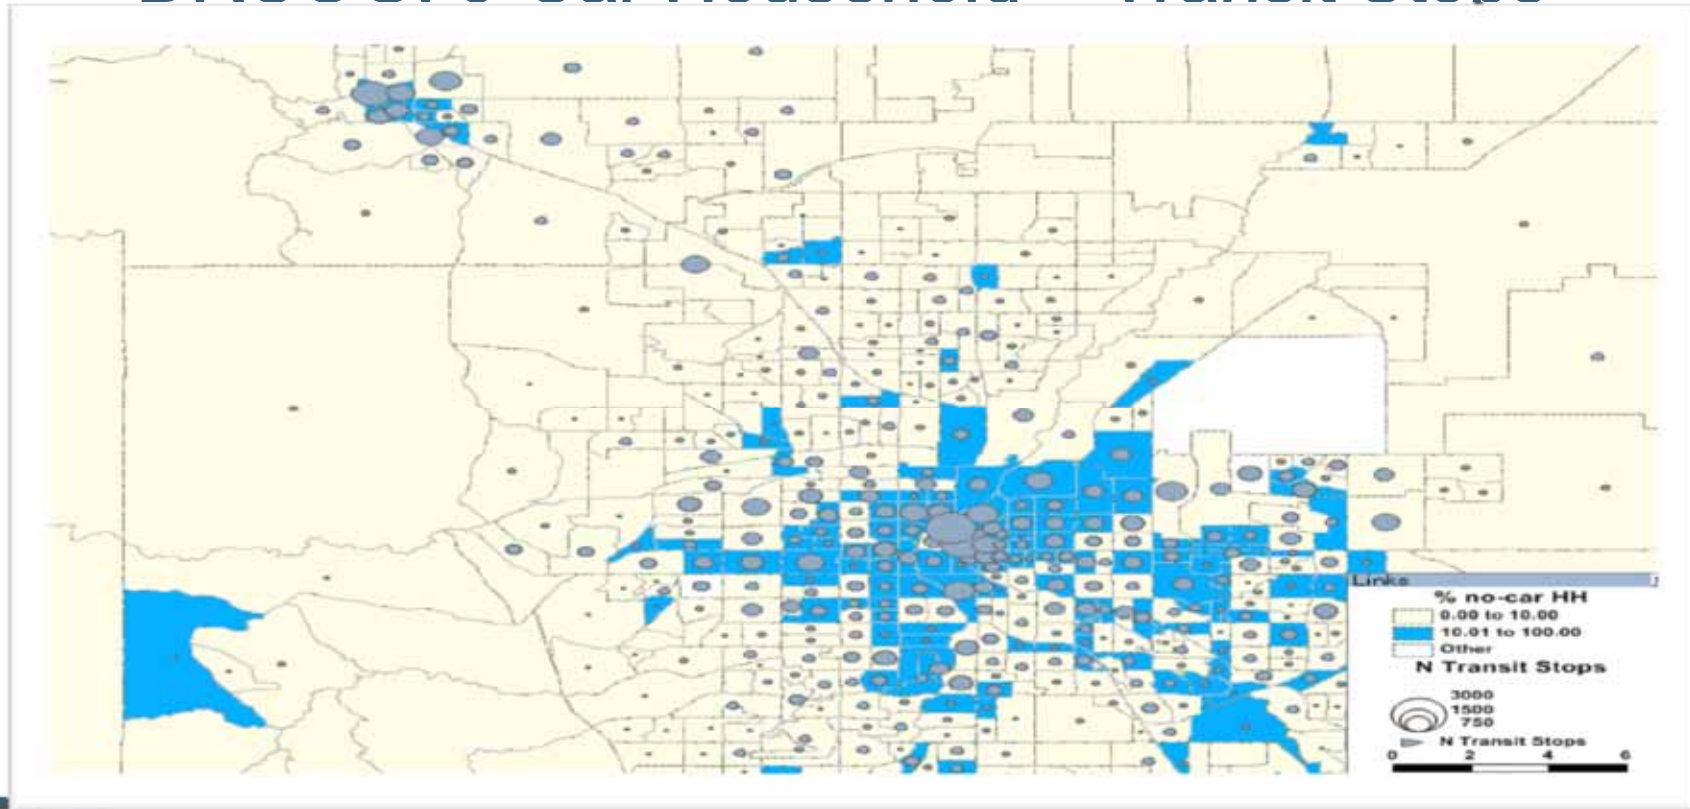 Links
% no-car HH
0.00 to 10.00
10.01 to 100.00
Other
N Transit Stops
3000
1500
750
N Transit Stops
0 2 4 6